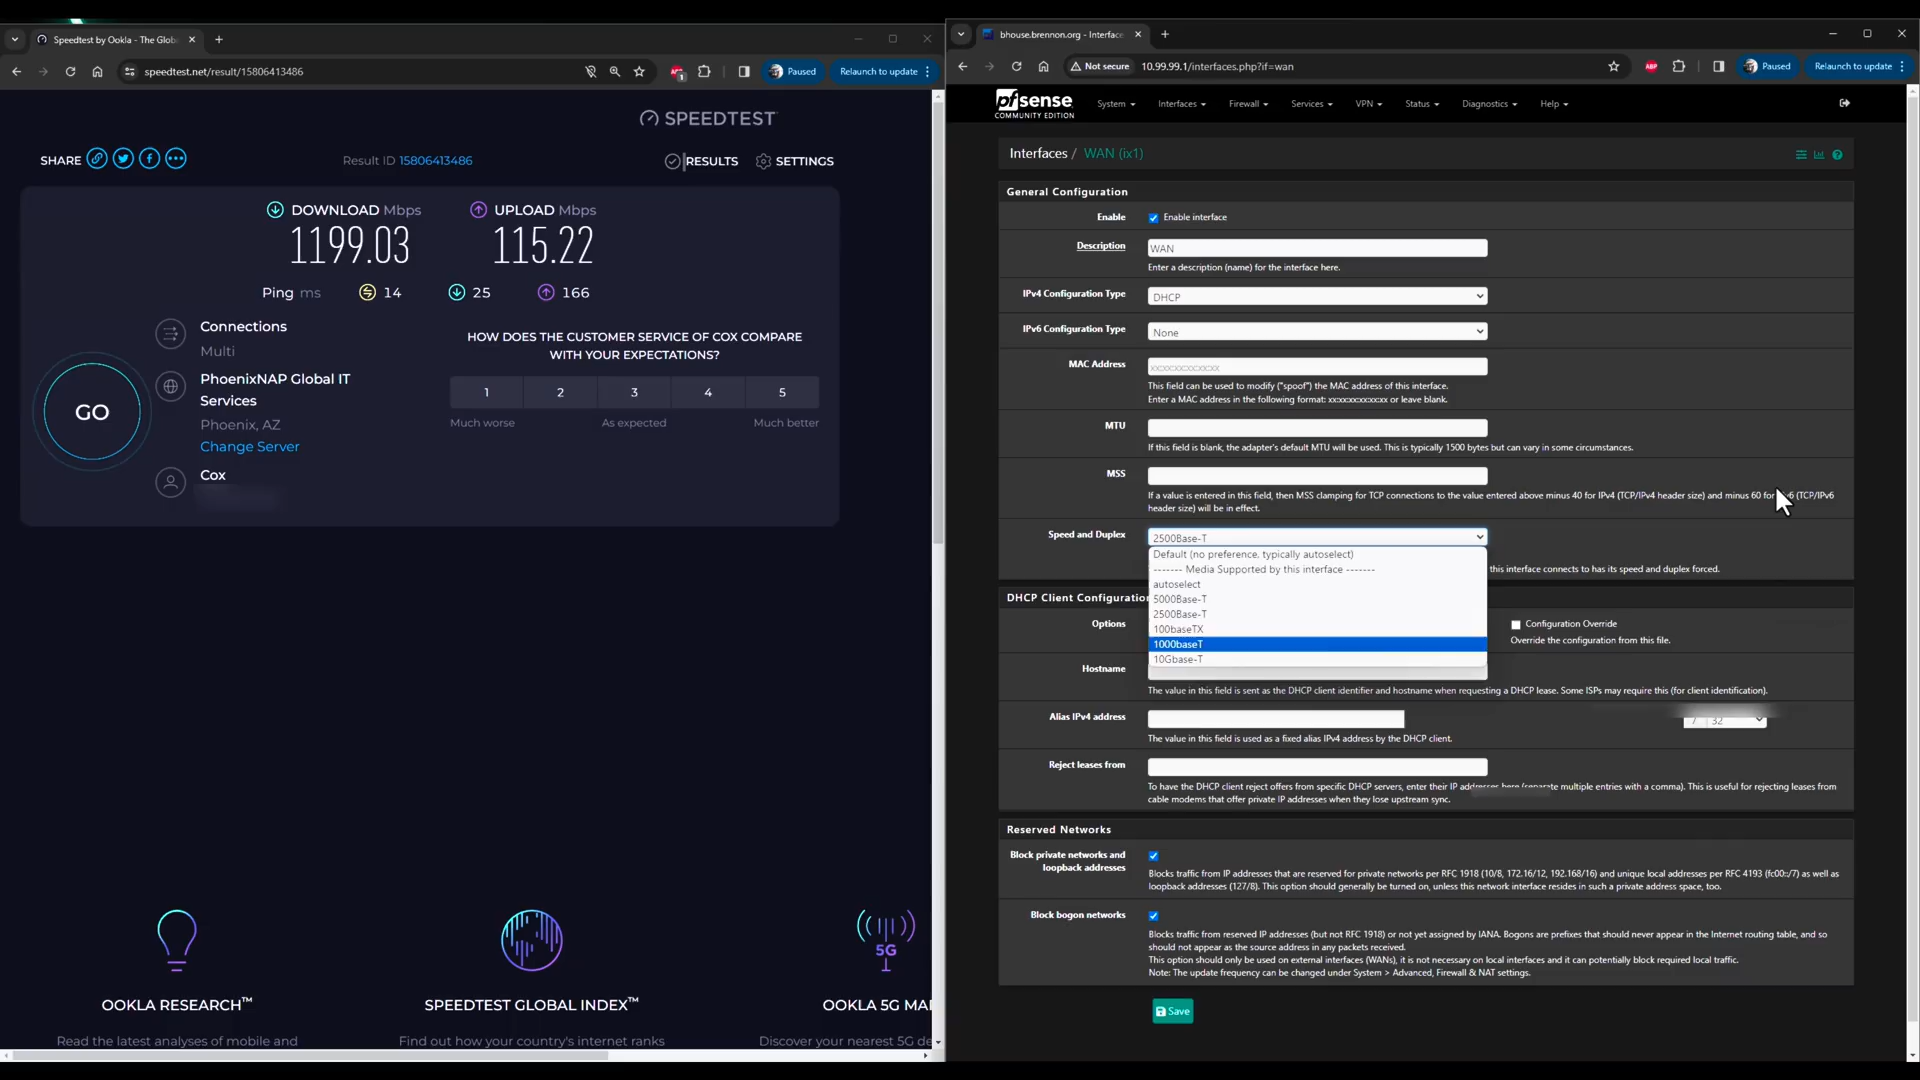 Speedtest by Ookla - The Glob
speedtest.net/result/15806413486
1
Paused
Relaunch to update
SPEEDTEST
SHARE
Result ID 15806413486
RESULTS
SETTINGS
DOWNLOAD Mbps
UPLOAD Mbps
1199.03
115.22
Ping ms
14
25
166
Connections
Multi
PhoenixNAP Global IT
Services
Phoenix, AZ
Change Server
Cox
GO
HOW DOES THE CUSTOMER SERVICE OF COX COMPARE
WITH YOUR EXPECTATIONS?
1
2
3
4
5
Much worse
As expected
Much better
5G
OOKLA RESEARCH™
SPEEDTEST GLOBAL INDEX™
OOKLA 5G MA
Read the latest analyses of mobile and
Find out how your country's internet ranks
Discover your nearest 5G de
bhouse.brennon.org - Interface
Not secure
10.99.99.1/interfaces.php?if=wan
ABP
Paused
Relaunch to update
pfsense
COMMUNITY EDITION
System
Interfaces
Firewall
Services
VPN
Status
Diagnostics
Help
Interfaces / WAN (ix1)
General Configuration
Enable
Enable interface
Description
WAN
Enter a description (name) for the interface here.
IPv4 Configuration Type
DHCP
IPv6 Configuration Type
None
MAC Address
xx:xx:xx:xx:xx:xx
This field can be used to modify ("spoof") the MAC address of this interface.
Enter a MAC address in the following format: xx:xx:xx:xx:xx:xx or leave blank.
MTU
If this field is blank, the adapter's default MTU will be used. This is typically 1500 bytes but can vary in some circumstances.
MSS
If a value is entered in this field, then MSS clamping for TCP connections to the value entered above minus 40 for IPv4 (TCP/IPv4 header size) and minus 60 for (TCP/IPv6
header size) will be in effect.
Speed and Duplex
2500Base-T
Default (no preference, typically autoselect)
------- Media Supported by this interface -------
autoselect
5000Base-T
2500Base-T
100baseTX
1000baseT
10Gbase-T
this interface connects to has its speed and duplex forced.
DHCP Client Configuration
Options
Configuration Override
Override the configuration from this file.
Hostname
The value in this field is sent as the DHCP client identifier and hostname when requesting a DHCP lease. Some ISPs may require this (for client identification).
Alias IPv4 address
/ 32
The value in this field is used as a fixed alias IPv4 address by the DHCP client.
Reject leases from
To have the DHCP client reject offers from specific DHCP servers, enter their IP addresses here (separate multiple entries with a comma). This is useful for rejecting leases from
cable modems that offer private IP addresses when they lose upstream sync.
Reserved Networks
Block private networks and
loopback addresses
Blocks traffic from IP addresses that are reserved for private networks per RFC 1918 (10/8, 172.16/12, 192.168/16) and unique local addresses per RFC 4193 (fc00::/7) as well as
loopback addresses (127/8). This option should generally be turned on, unless this network interface resides in such a private address space, too.
Block bogon networks
Blocks traffic from reserved IP addresses (but not RFC 1918) or not yet assigned by IANA. Bogons are prefixes that should never appear in the Internet routing table, and so
should not appear as the source address in any packets received.
This option should only be used on external interfaces (WANs), it is not necessary on local interfaces and it can potentially block required local traffic.
Note: The update frequency can be changed under System > Advanced, Firewall & NAT settings.
Save